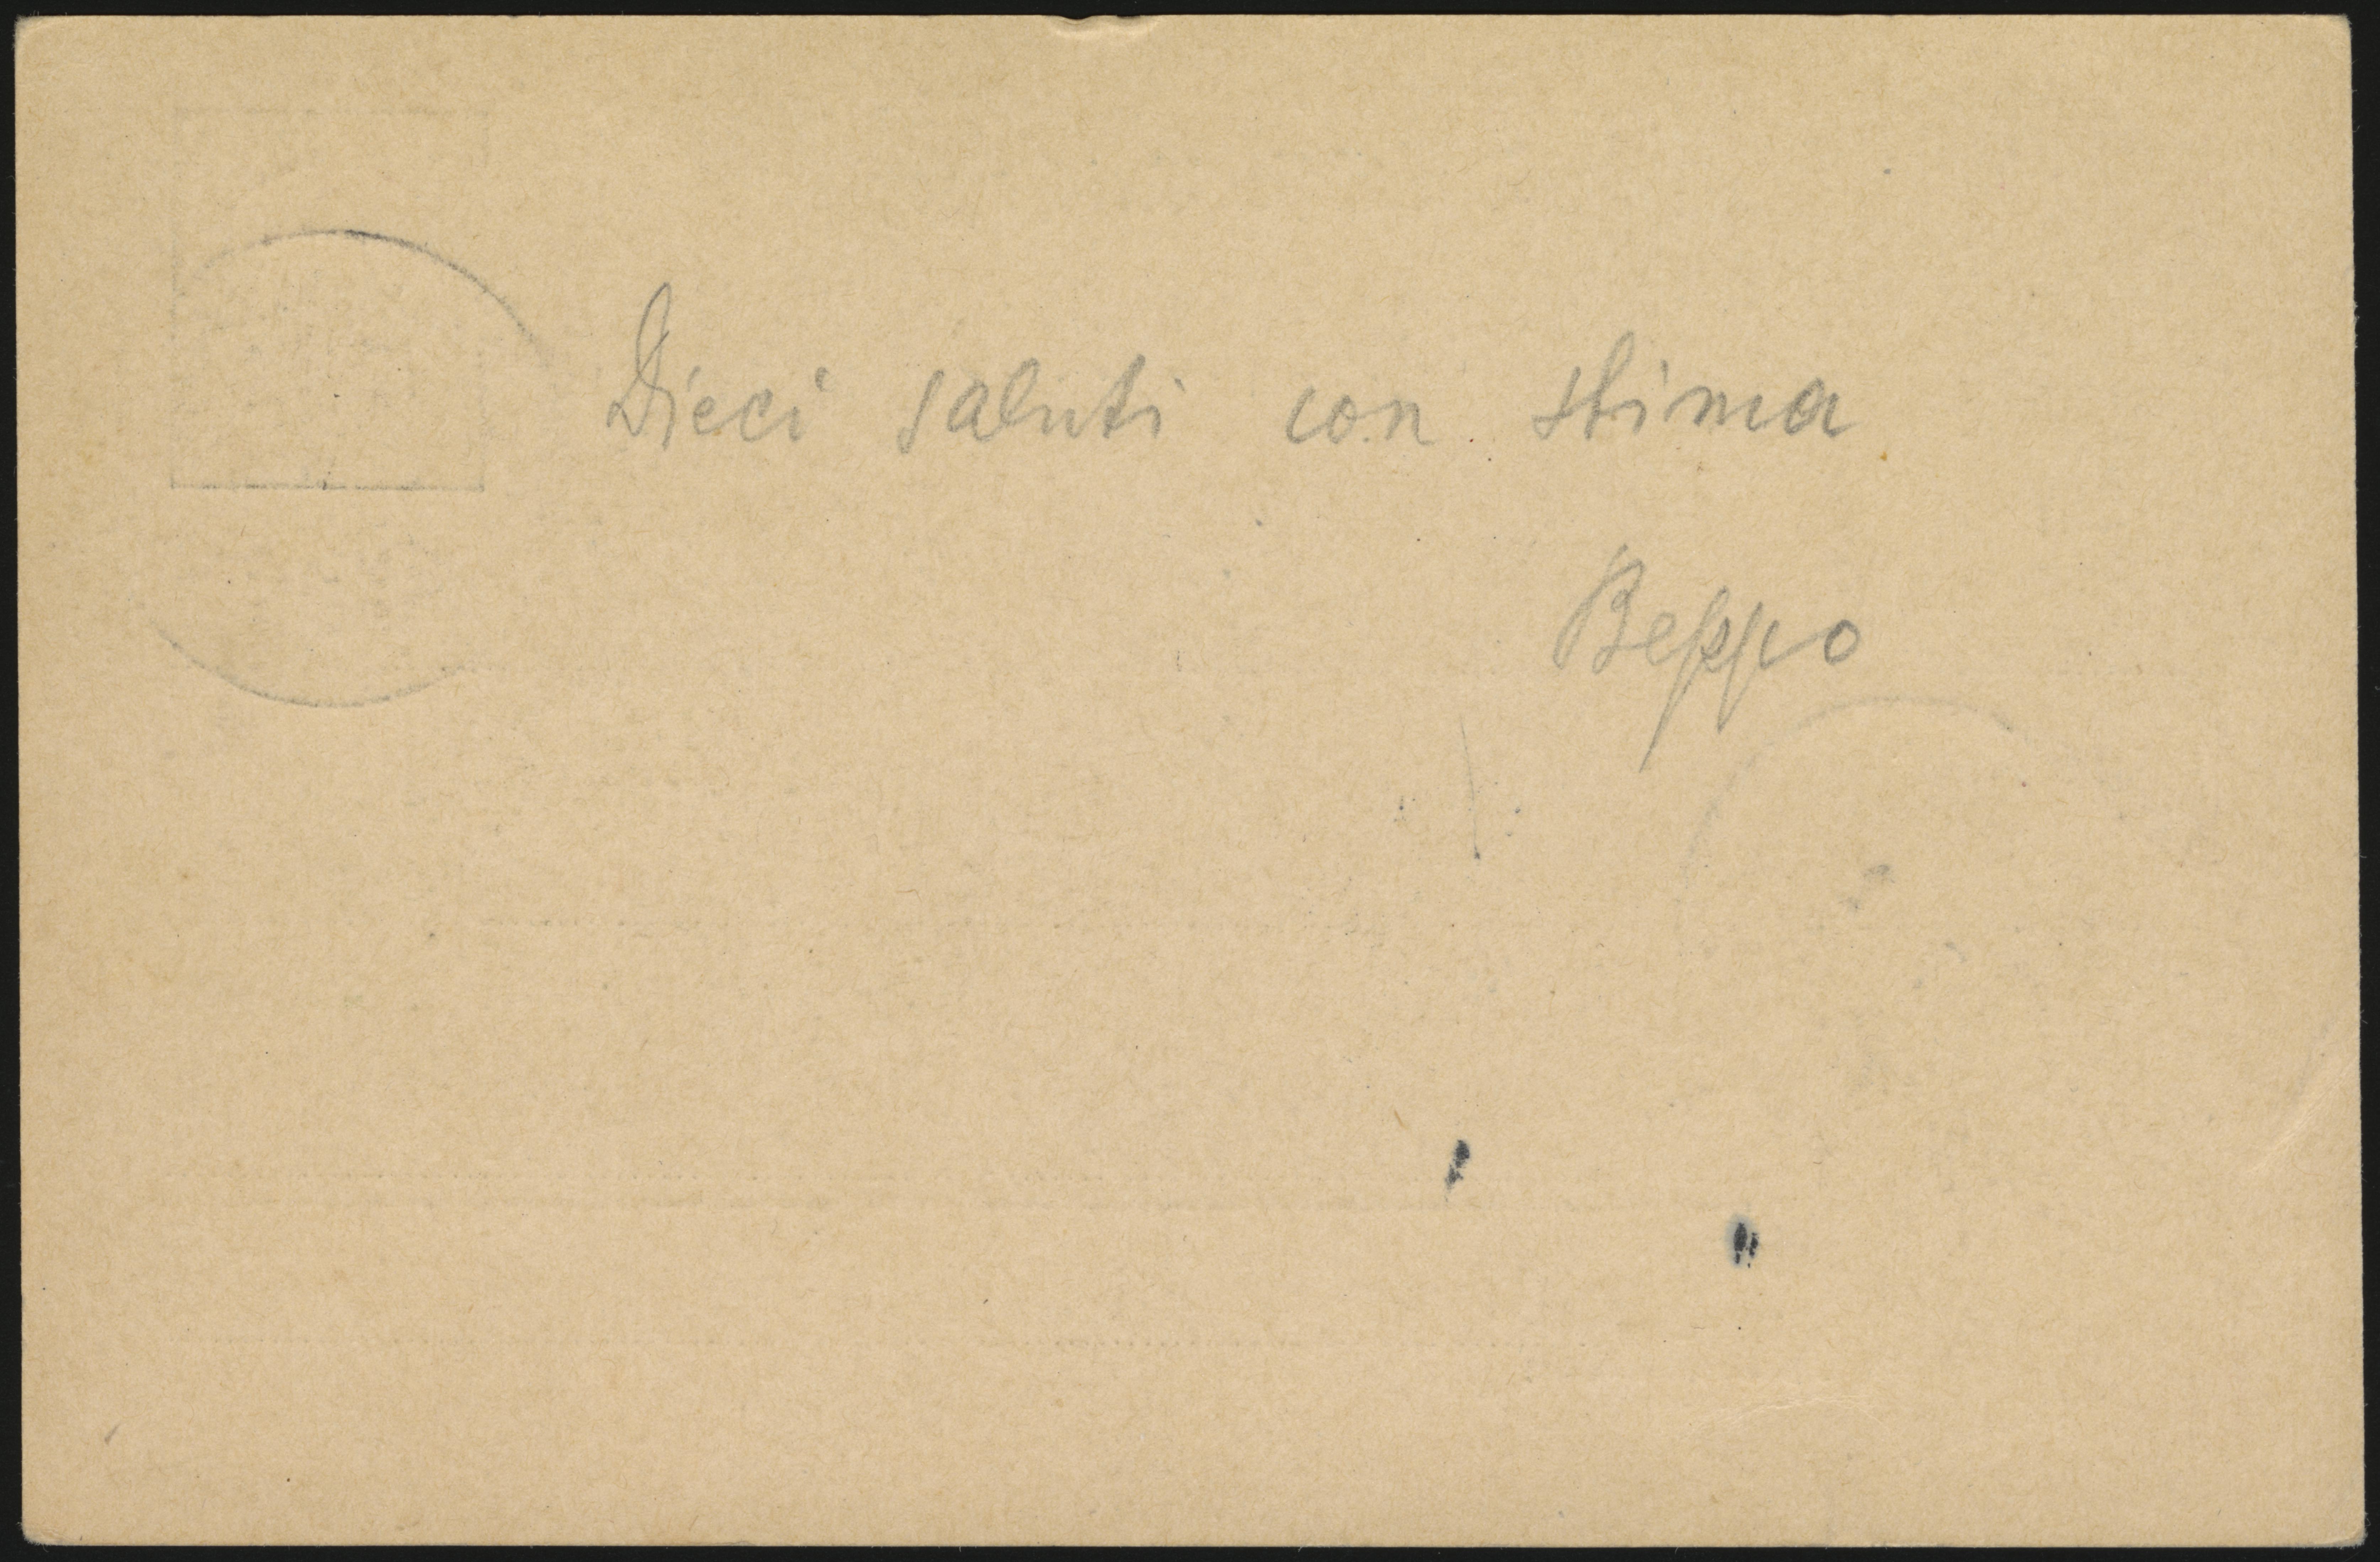 Dieci saluti con stima
Beppo